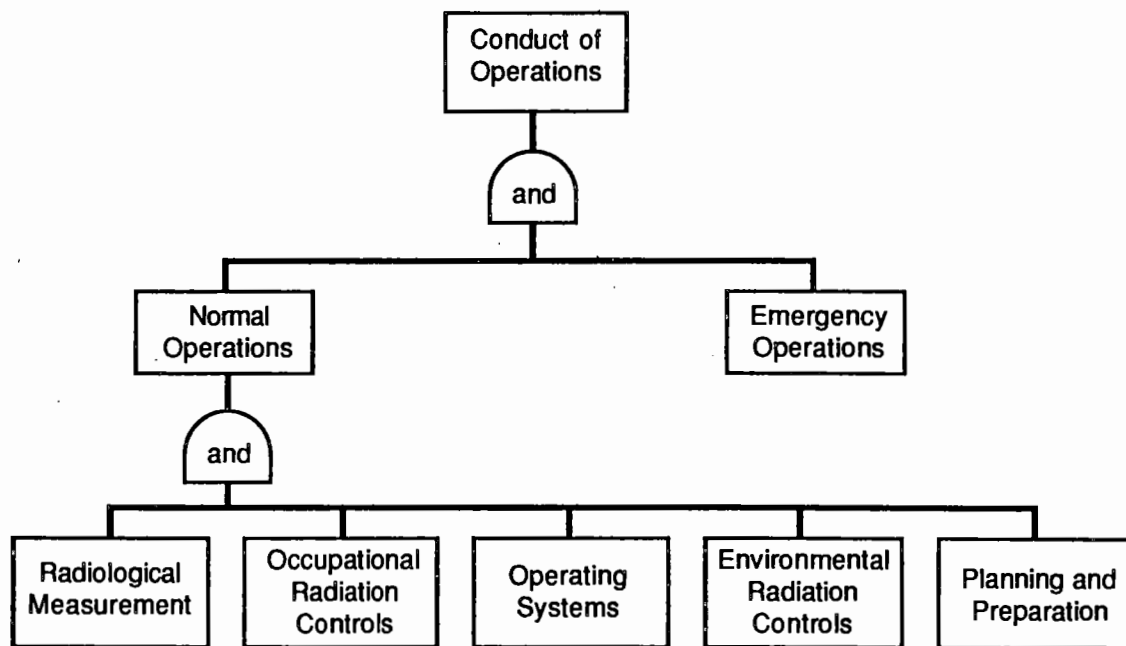 Conduct of
Operations
and
Normal
Operations
Emergency
Operations
and
Radiological
Measurement
Occupational
Radiation
Controls
Operating
Systems
Environmental
Radiation
Controls
Planning and
Preparation